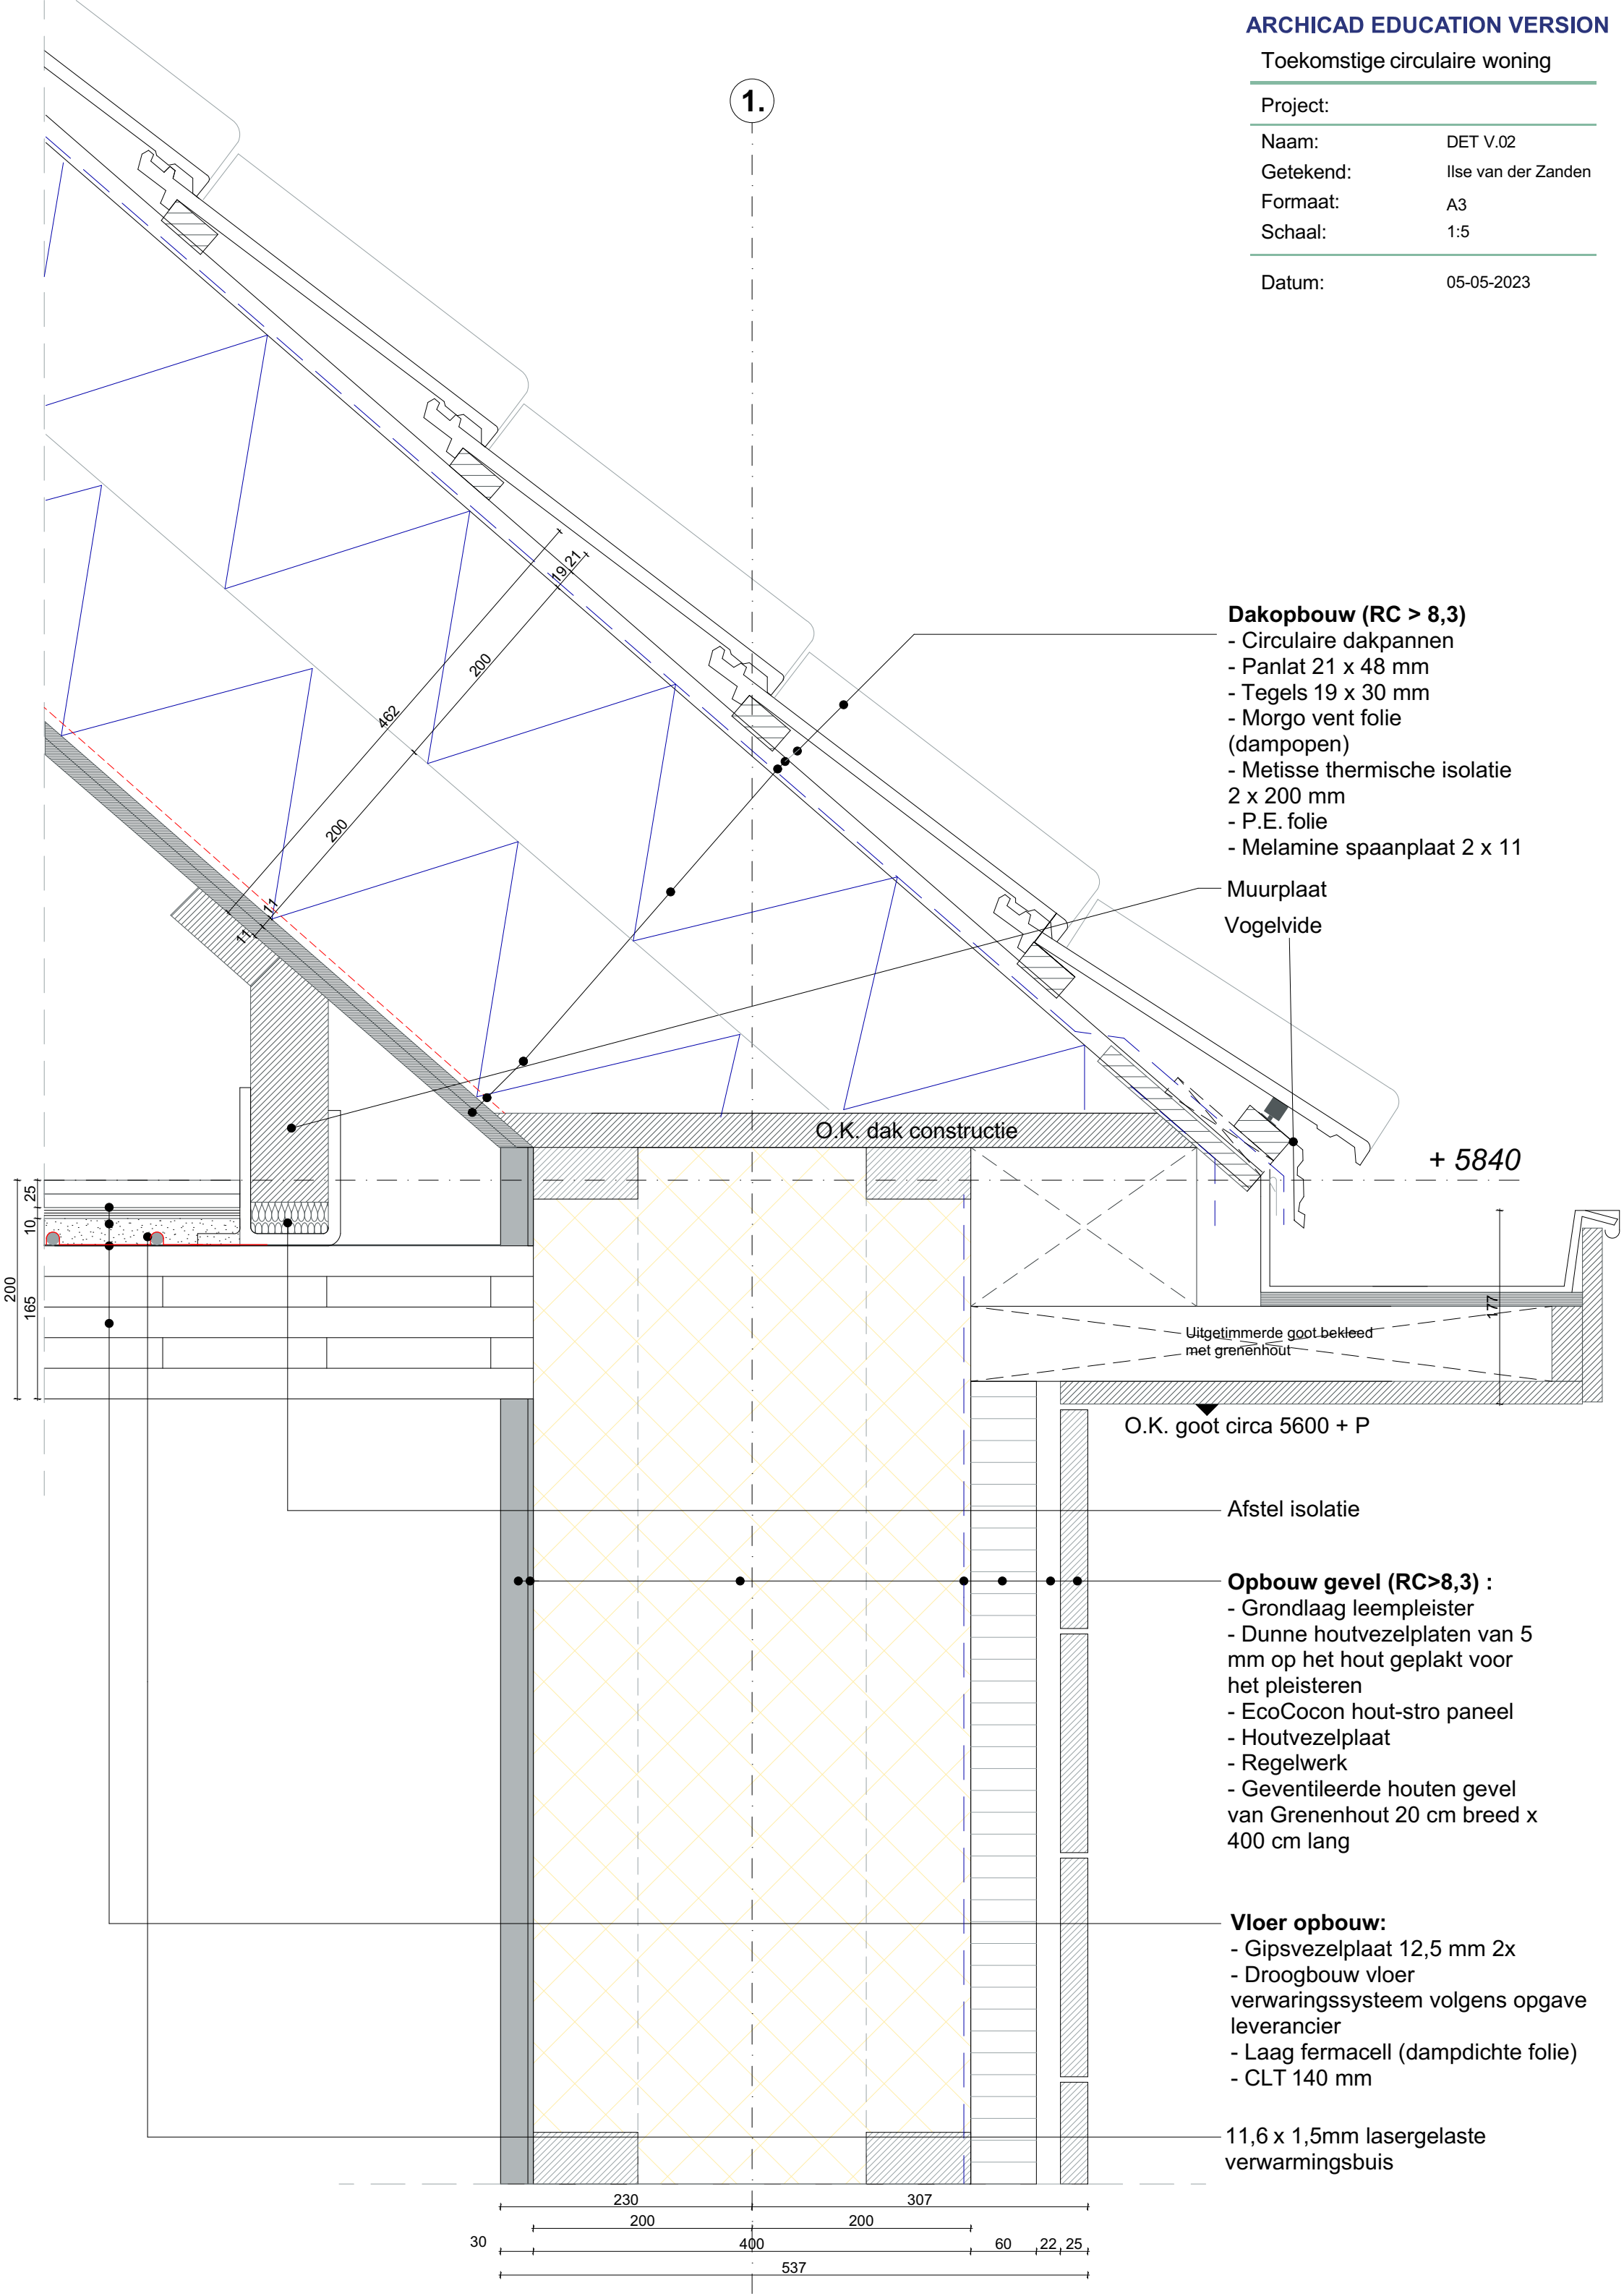 ARCHICAD EDUCATION VERSION
Toekomstige circulaire woning
Project:
Naam: DET V.02
Getekend: Ilse van der Zanden
Formaat: A3
Schaal: 1:5
Datum: 05-05-2023
1.
19 21
200
462
200
11
11
Dakopbouw (RC > 8,3)
- Circulaire dakpannen
- Panlat 21 x 48 mm
- Tegels 19 x 30 mm
- Morgo vent folie
(dampopen)
- Metisse thermische isolatie
2 x 200 mm
- P.E. folie
- Melamine spaanplaat 2 x 11
Muurplaat
Vogelvide
O.K. dak constructie
+ 5840
25
10
200
165
177
Uitgetimmerde goot bekleed
met grenenhout
O.K. goot circa 5600 + P
Afstel isolatie
Opbouw gevel (RC>8,3) :
- Grondlaag leempleister
- Dunne houtvezelplaten van 5
mm op het hout geplakt voor
het pleisteren
- EcoCocon hout-stro paneel
- Houtvezelplaat
- Regelwerk
- Geventileerde houten gevel
van Grenenhout 20 cm breed x
400 cm lang
Vloer opbouw:
- Gipsvezelplaat 12,5 mm 2x
- Droogbouw vloer
verwaringssysteem volgens opgave
leverancier
- Laag fermacell (dampdichte folie)
- CLT 140 mm
11,6 x 1,5mm lasergelaste
verwarmingsbuis
230 307
200 200
30 400 60 22 25
537